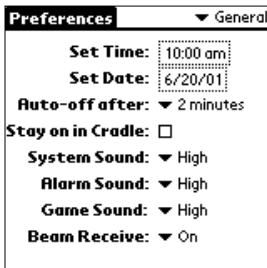 Preferences General
Set Time: 10:00 am
Set Date: 6/20/01
Auto-off after: 2 minutes
Stay on in Cradle:
System Sound: High
Alarm Sound: High
Game Sound: High
Beam Receive: On